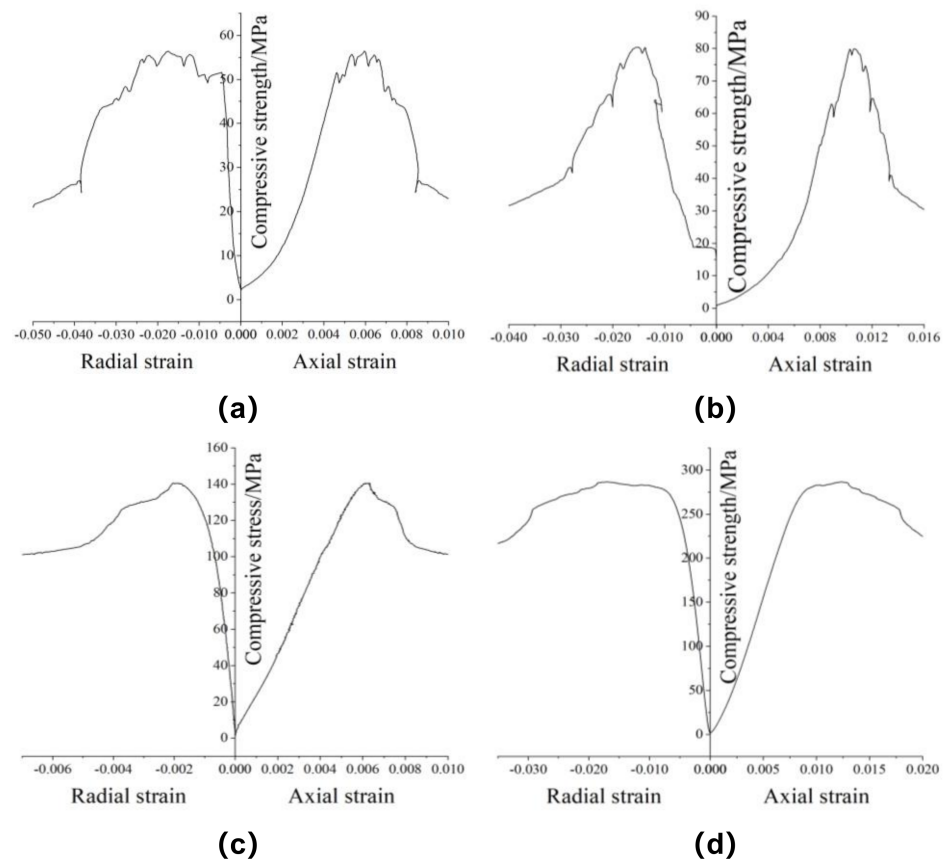 60
50
40
30
20
10
0
Compressive strength/MPa
-0.050 -0.040 -0.030 -0.020 -0.010 0.000 0.002 0.004 0.006 0.008 0.010
Radial strain Axial strain
(a)
90
80
70
60
50
40
30
20
10
0
Compressive strength/MPa
-0.040 -0.030 -0.020 -0.010 0.000 0.004 0.008 0.012 0.016
Radial strain Axial strain
(b)
160
140
120
100
80
60
40
20
0
Compressive stress/MPa
-0.006 -0.004 -0.002 0.000 0.002 0.004 0.006 0.008 0.010
Radial strain Axial strain
(c)
300
250
200
150
100
50
0
Compressive strength/MPa
-0.030 -0.020 -0.010 0.000 0.005 0.010 0.015 0.020
Radial strain Axial strain
(d)